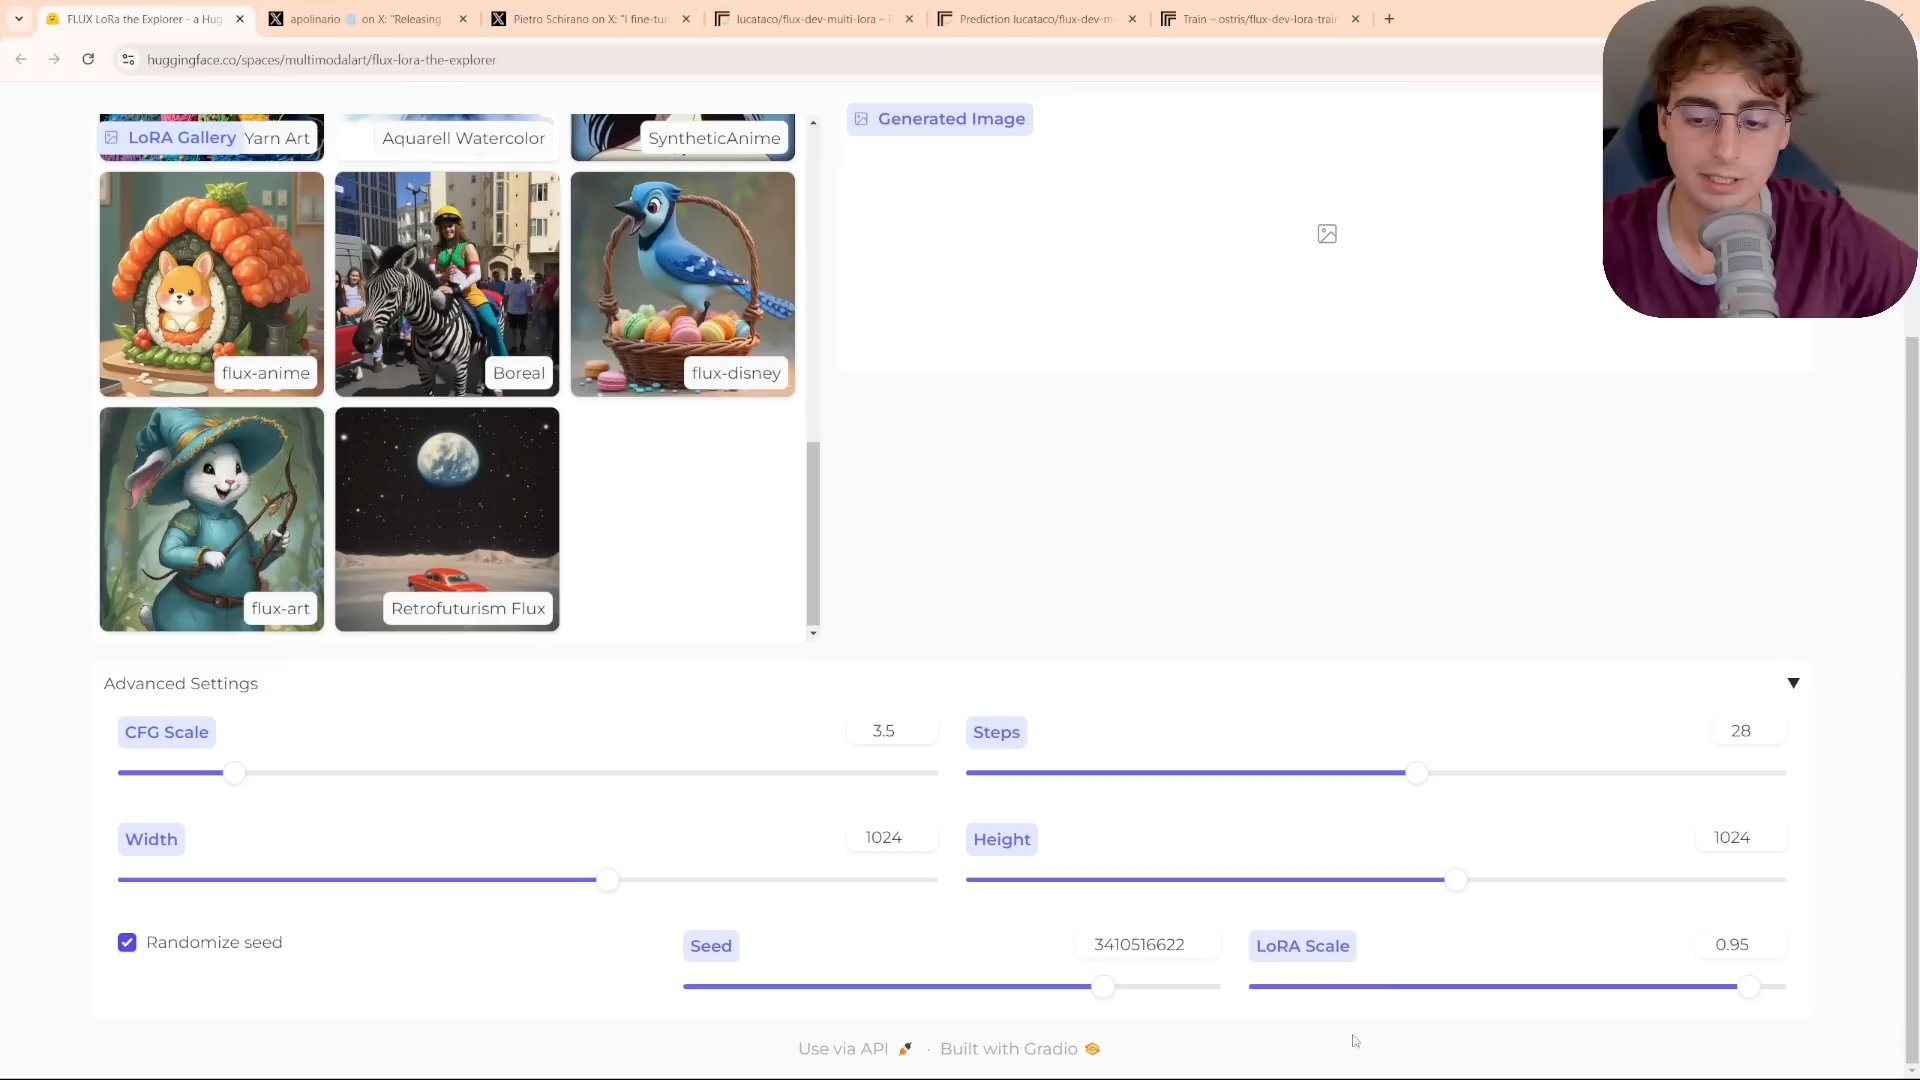 FLUX LoRa the Explorer - a Hug
apolinario on X: "Releasing
Pietro Schirano on X: "I fine-tun
lucataco/flux-dev-multi-lora – R
Prediction lucataco/flux-dev-m
Train – ostris/flux-dev-lora-train
huggingface.co/spaces/multimodalart/flux-lora-the-explorer
LoRA Gallery
Yarn Art
Aquarell Watercolor
SyntheticAnime
Generated Image
flux-anime
Boreal
flux-disney
flux-art
Retrofuturism Flux
Advanced Settings
CFG Scale
3.5
Steps
28
Width
1024
Height
1024
Randomize seed
Seed
3410516622
LoRA Scale
0.95
Use via API · Built with Gradio